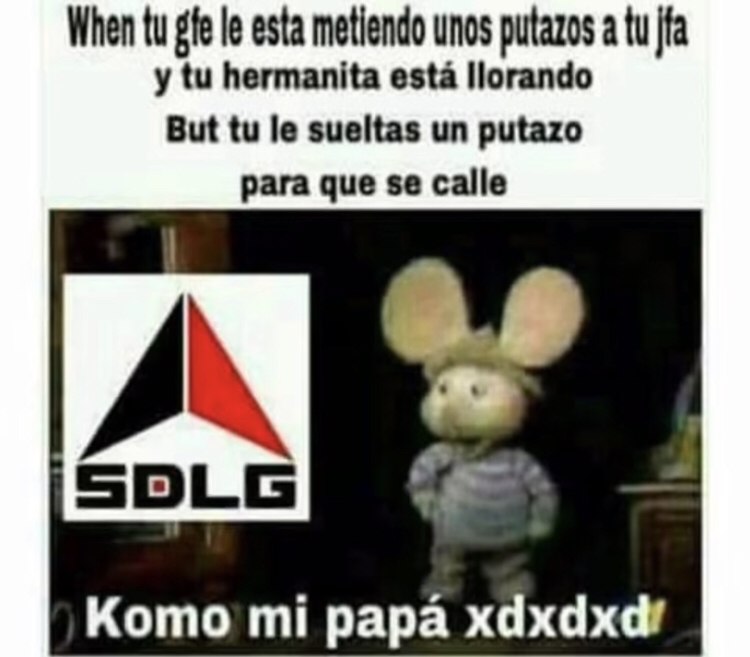 When tu gfe le esta metiendo unos putazos a tu jfa
y tu hermanita está llorando
But tu le sueltas un putazo
para que se calle
SDLG
Komo mi papá xdxdxd